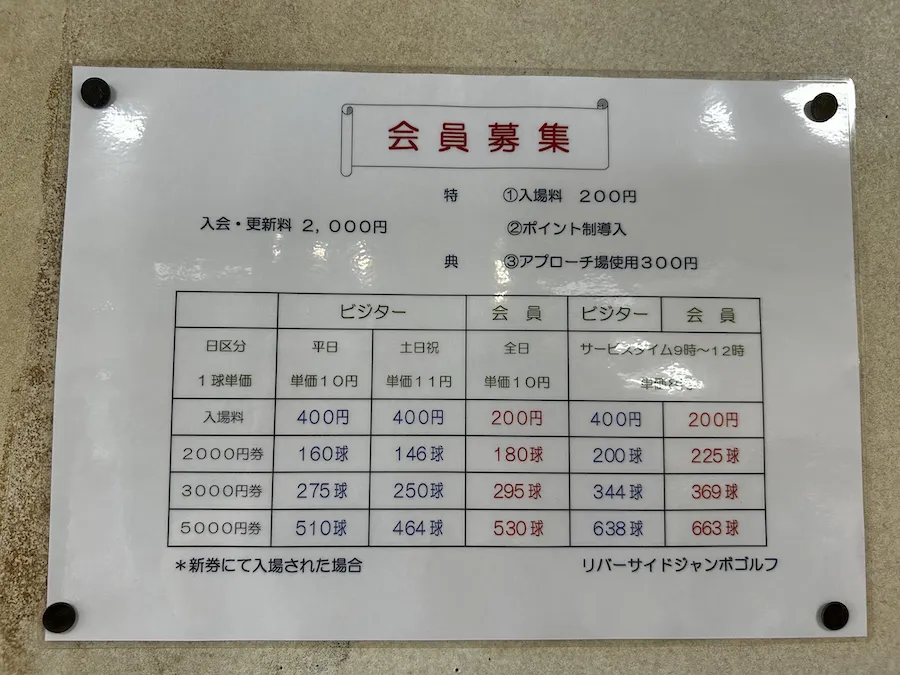 会員募集
特 ①入場料 200円
入会・更新料 2,000円 ②ポイント制導入
典 ③アプローチ場使用300円
ビジター 会員 ビジター 会員
日区分 平日 土日祝 全日 サービスタイム9時～12時
1球単価 単価10円 単価11円 単価10円 単価
入場料 400円 400円 200円 400円 200円
2000円券 160球 146球 180球 200球 225球
3000円券 275球 250球 295球 344球 369球
5000円券 510球 464球 530球 638球 663球
＊新券にて入場された場合 リバーサイドジャンボゴルフ